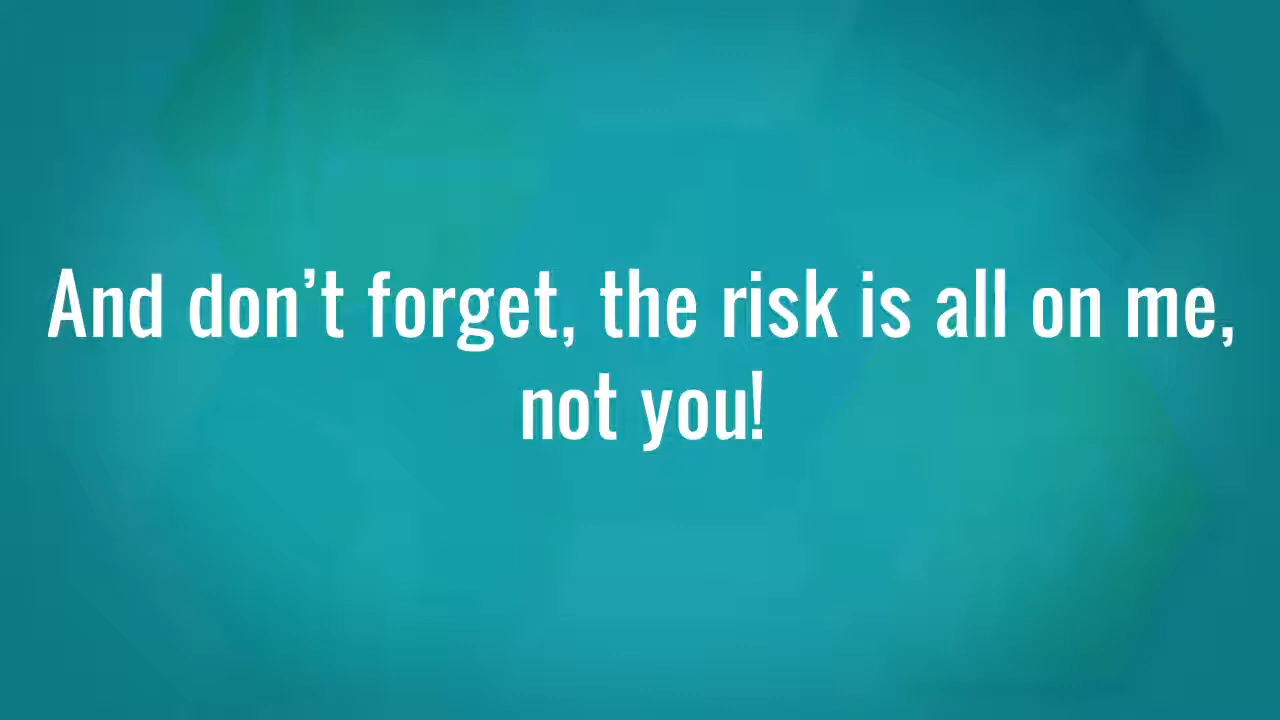 And don’t forget, the risk is all on me,
not you!